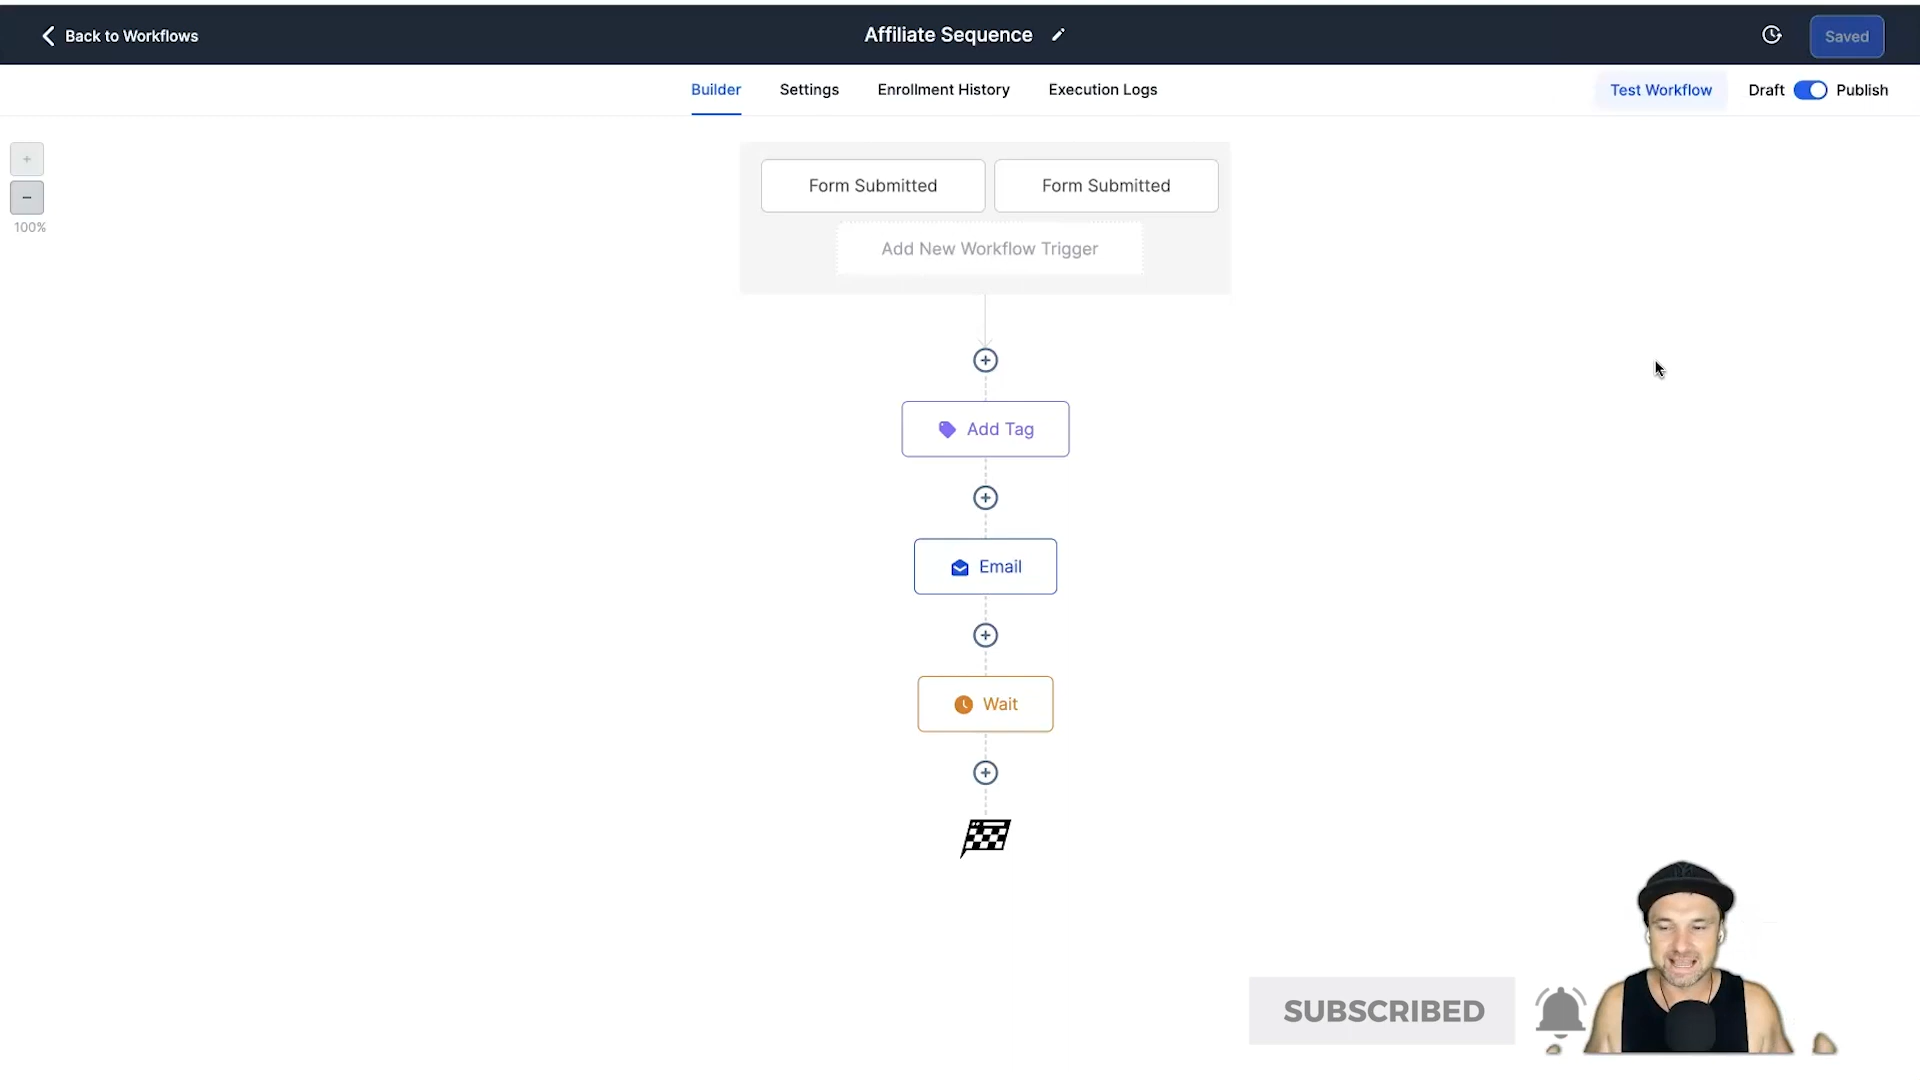 Back to Workflows
Affiliate Sequence
Saved
Builder
Settings
Enrollment History
Execution Logs
Test Workflow
Draft
Publish
+
-
100%
Form Submitted
Form Submitted
Add New Workflow Trigger
Add Tag
Email
Wait
SUBSCRIBED